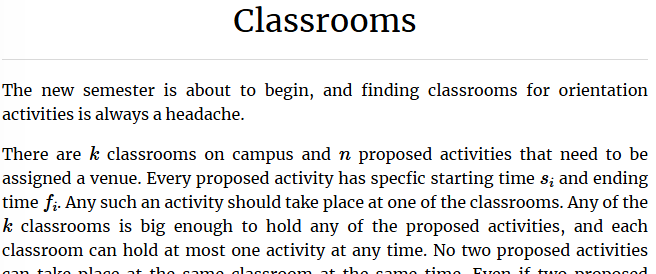 Classrooms
The new semester is about to begin, and finding classrooms for orientation
activities is always a headache.
There are k classrooms on campus and n proposed activities that need to be
assigned a venue. Every proposed activity has specfic starting time s_i and ending
time f_i. Any such an activity should take place at one of the classrooms. Any of the
k classrooms is big enough to hold any of the proposed activities, and each
classroom can hold at most one activity at any time. No two proposed activities
can take place at the same classroom at the same time. Even if two proposed